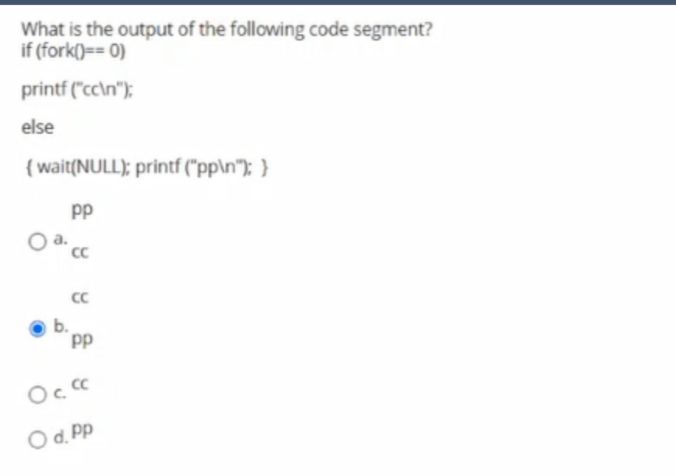 What is the output of the following code segment?
if (fork()== 0)
printf ("cc\n");
else
{ wait(NULL); printf ("pp\n"); }
pp
a.
cc
cc
b.
pp
c. cc
d. pp